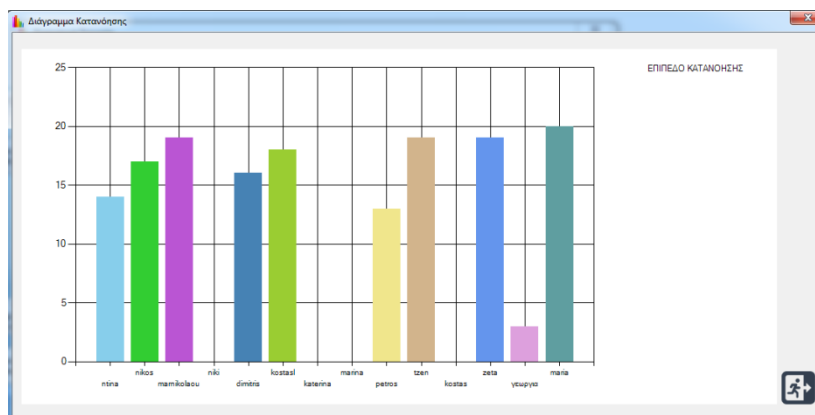 Διάγραμμα Κατανόησης
ΕΠΙΠΕΔΟ ΚΑΤΑΝΟΗΣΗΣ
25
20
15
10
5
0
nikos niki kostasl marina tzen zeta maria
ntina marnikolaou dimitris katerina petros kostas γεωργια